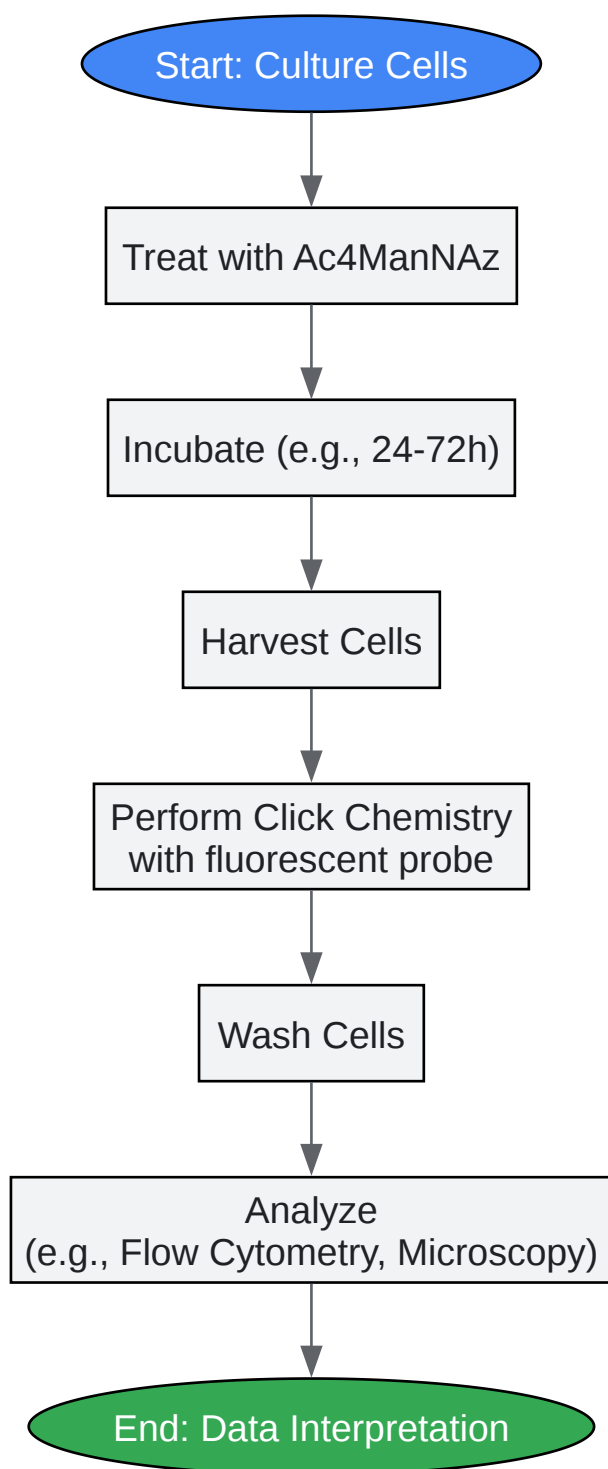 Start: Culture Cells
Treat with Ac4ManNAz
Incubate (e.g., 24-72h)
Harvest Cells
Perform Click Chemistry
with fluorescent probe
Wash Cells
Analyze
(e.g., Flow Cytometry, Microscopy)
End: Data Interpretation